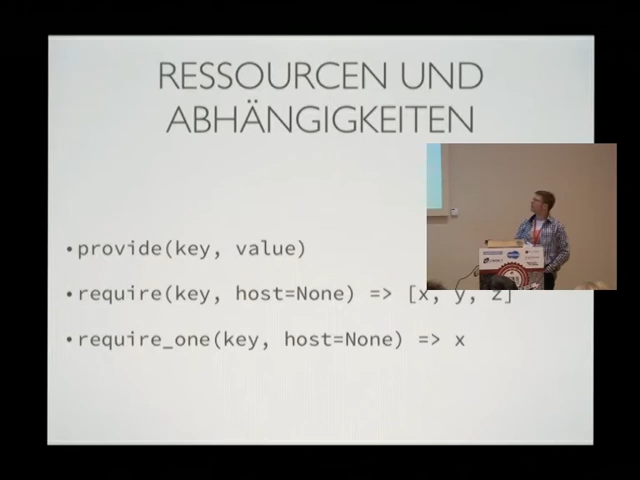 RESSOURCEN UND
ABHÄNGIGKEITEN
•provide(key, value)
•require(key, host=None) => [x, y, z]
•require_one(key, host=None) => x